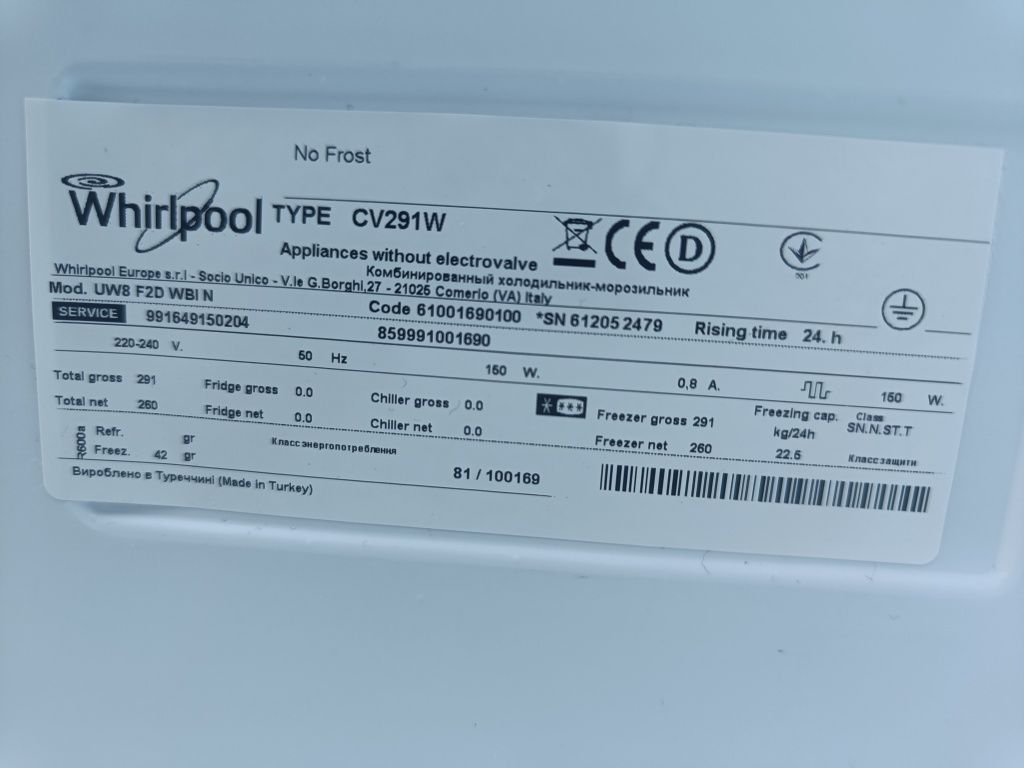 No Frost
Whirlpool TYPE CV291W
Appliances without electrovalve
Комбинированный холодильник-морозильник
Whirlpool Europe s.r.l - Socio Unico - V.le G.Borghi,27 - 21025 Comerio (VA) Italy
Mod. UW8 F2D WBI N Code 61001690100 *SN 61205 2479 Rising time 24. h
SERVICE 991649150204 859991001690
220-240 V. 50 Hz 150 W. 0,8 A. 150 W.
Total gross 291 Fridge gross 0.0 Chiller gross 0.0 Freezer gross 291 Freezing cap. Class
Total net 260 Fridge net 0.0 Chiller net 0.0 Freezer net 260 kg/24h SN.N.ST.T
22.5 Класс защити
R600a Refr. gr Класс энергопотребления
Freez. 42 gr
81 / 100169
Вироблено в Туреччині (Made in Turkey)